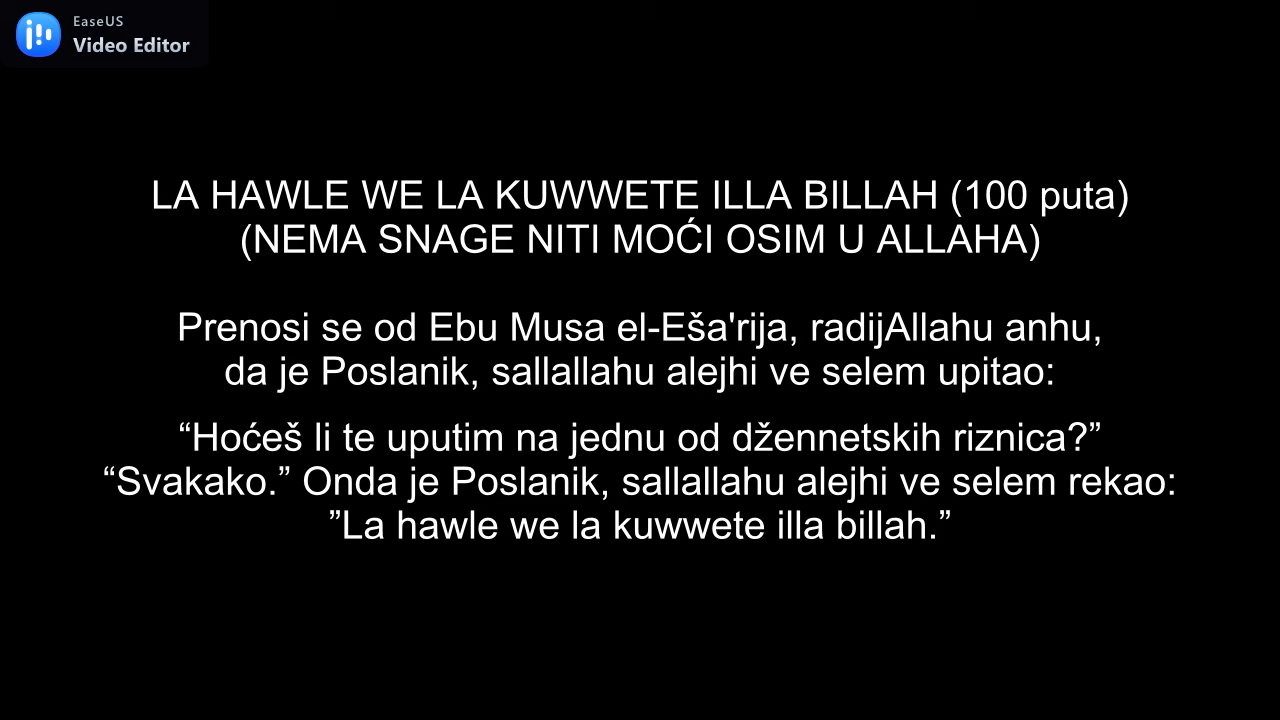 EaseUS
Video Editor
LA HAWLE WE LA KUWWETE ILLA BILLAH (100 puta)
(NEMA SNAGE NITI MOĆI OSIM U ALLAHA)
Prenosi se od Ebu Musa el-Eša'rija, radijAllahu anhu,
da je Poslanik, sallallahu alejhi ve selem upitao:
“Hoćeš li te uputim na jednu od džennetskih riznica?”
“Svakako.” Onda je Poslanik, sallallahu alejhi ve selem rekao:
”La hawle we la kuwwete illa billah.”